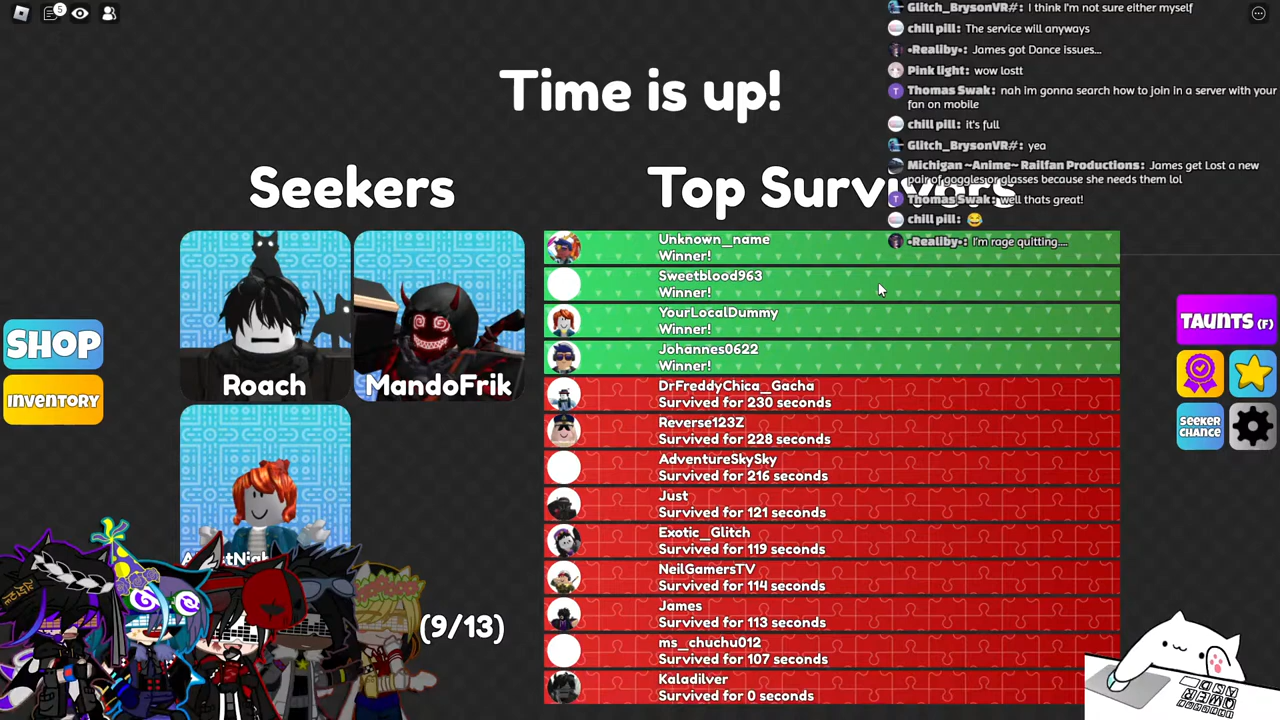 5
Glitch_BrysonVR#: I think I'm not sure either myself
chill pill: The service will anyways
•Realiby•: James got Dance issues...
Pink light: wow lostt
Thomas Swak: nah im gonna search how to join in a server with your
fan on mobile
chill pill: it's full
Glitch_BrysonVR#: yea
Michigan ~Anime~ Railfan Productions: James get Lost a new
pair of goggles or glasses because she needs them lol
Thomas Swak: well thats great!
chill pill: 😂
•Realiby•: I'm rage quitting....
Time is up!
Seekers
Roach
MandoFrik
(9/13)
Top Survivors
Unknown_name
Winner!
Sweetblood963
Winner!
YourLocalDummy
Winner!
Johannes0622
Winner!
DrFreddyChica_Gacha
Survived for 230 seconds
Reverse123Z
Survived for 228 seconds
AdventureSkySky
Survived for 216 seconds
Just
Survived for 121 seconds
Exotic_Glitch
Survived for 119 seconds
NeilGamersTV
Survived for 114 seconds
James
Survived for 113 seconds
ms_chuchu012
Survived for 107 seconds
Kaladilver
Survived for 0 seconds
SHOP
INVENTORY
TAUNTS (F)
SEEKER
CHANCE